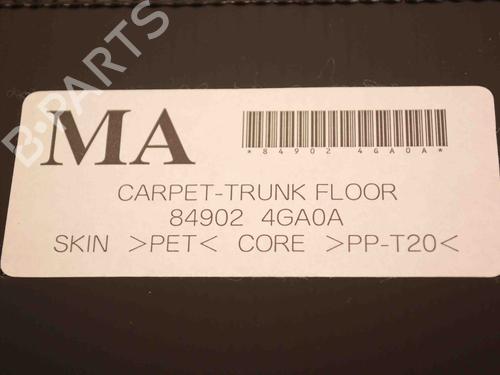 B-PARTS
MA
*84902 4GA0A*
CARPET-TRUNK FLOOR
84902 4GA0A
SKIN >PET< CORE >PP-T20<